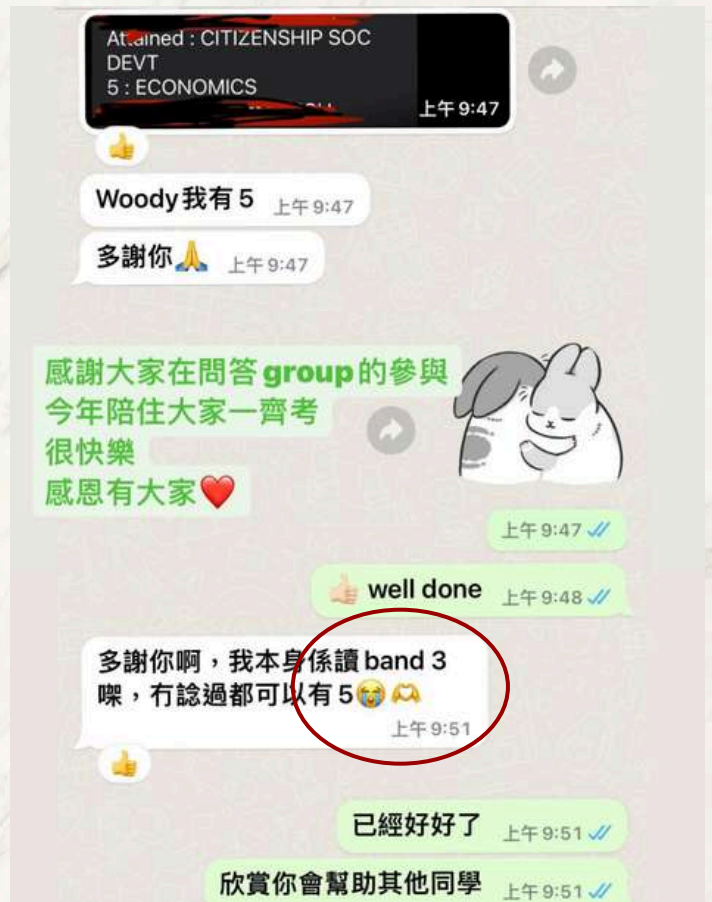 Attained : CITIZENSHIP SOC
DEVT
5 : ECONOMICS
上午 9:47
Woody我有 5 上午 9:47
多謝你🙏 上午 9:47
感謝大家在問答 group 的參與
今年陪住大家一齊考
很快樂
感恩有大家❤️
上午 9:47
👍🏻 well done 上午 9:48
多謝你啊，我本身係讀 band 3
㗎，冇諗過都可以有 5😭🫶
上午 9:51
已經好好了 上午 9:51
欣賞你會幫助其他同學 上午 9:51